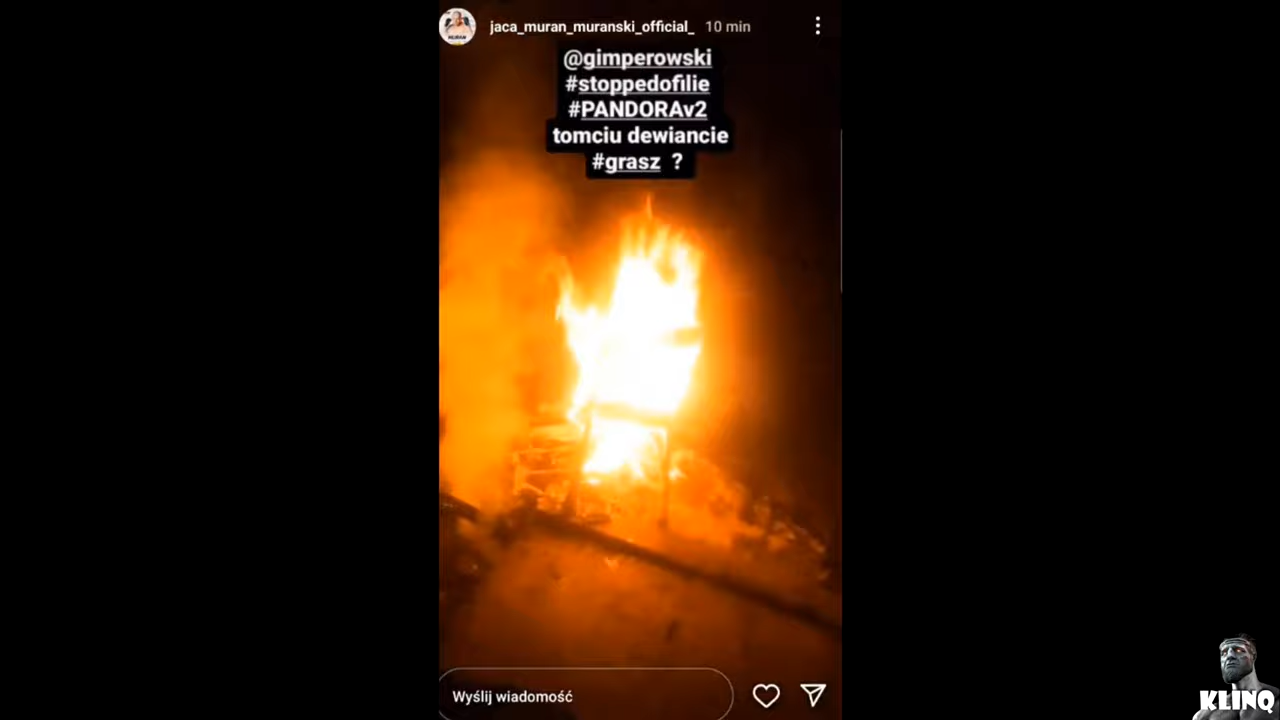 jaca_muran_muranski_official_ 10 min
@gimperowski
#stoppedofilie
#PANDORAv2
tomciu dewiancie
#grasz ?
Wyślij wiadomość
KLINQ